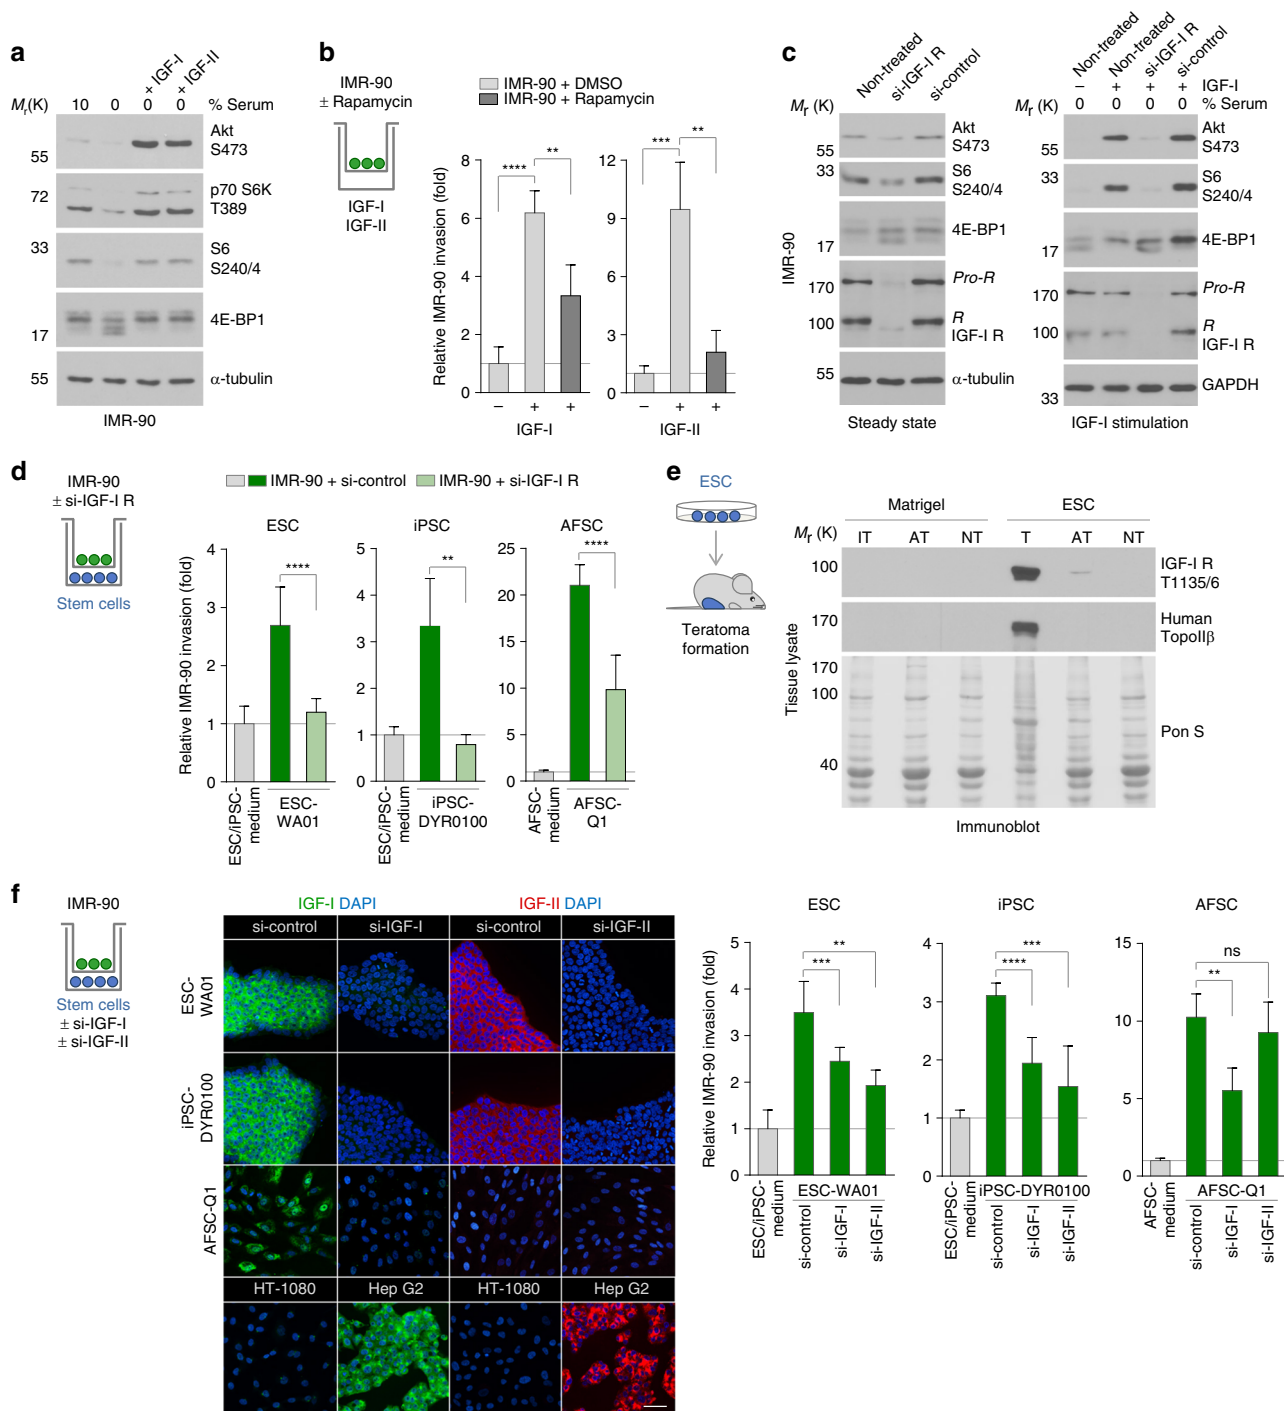 a
+ IGF-I
+ IGF-II
Mr(K)
10 0 0 0 % Serum
Akt
S473
55
p70 S6K
T389
72
33
S6
S240/4
4E-BP1
17
55
α-tubulin
IMR-90
b
IMR-90
± Rapamycin
IGF-I
IGF-II
IMR-90 + DMSO
IMR-90 + Rapamycin
Relative IMR-90 invasion (fold)
8
6
4
2
0
**** **
– + +
IGF-I
12
9
6
3
0
*** **
– + +
IGF-II
c
IMR-90
Non-treated
si-IGF-I R
si-control
Mr (K)
Akt
S473
55
33
S6
S240/4
4E-BP1
17
Pro-R
170
100
R
IGF-I R
55
α-tubulin
Steady state
Non-treated
Non-treated
si-IGF-I R
si-control
– + + + IGF-I
Mr (K)
0 0 0 0 % Serum
Akt
S473
55
33
S6
S240/4
4E-BP1
17
Pro-R
170
100
R
IGF-I R
GAPDH
33
IGF-I stimulation
d
IMR-90
± si-IGF-I R
Stem cells
IMR-90 + si-control
IMR-90 + si-IGF-I R
Relative IMR-90 invasion (fold)
ESC
4
3
2
1
0
****
ESC/iPSC-
medium
ESC-
WA01
iPSC
5
4
3
2
1
0
**
ESC/iPSC-
medium
iPSC-
DYR0100
AFSC
25
20
15
10
5
0
****
AFSC-
medium
AFSC-
Q1
e
ESC
Teratoma
formation
Matrigel
ESC
Mr (K)
IT AT NT T AT NT
Tissue lysate
100
IGF-I R
T1135/6
170
Human
TopoIIβ
170
100
Pon S
40
Immunoblot
f
IMR-90
Stem cells
± si-IGF-I
± si-IGF-II
IGF-I DAPI
IGF-II DAPI
si-control si-IGF-I si-control si-IGF-II
ESC-
WA01
iPSC-
DYR0100
AFSC-Q1
HT-1080 Hep G2 HT-1080 Hep G2
Relative IMR-90 invasion (fold)
ESC
5
4
3
2
1
0
**
***
ESC/iPSC-
medium
si-control
si-IGF-I
si-IGF-II
ESC-WA01
iPSC
4
3
2
1
0
***
****
ESC/iPSC-
medium
si-control
si-IGF-I
si-IGF-II
iPSC-DYR0100
AFSC
15
10
5
0
ns
**
AFSC-
medium
si-control
si-IGF-I
si-IGF-II
AFSC-Q1